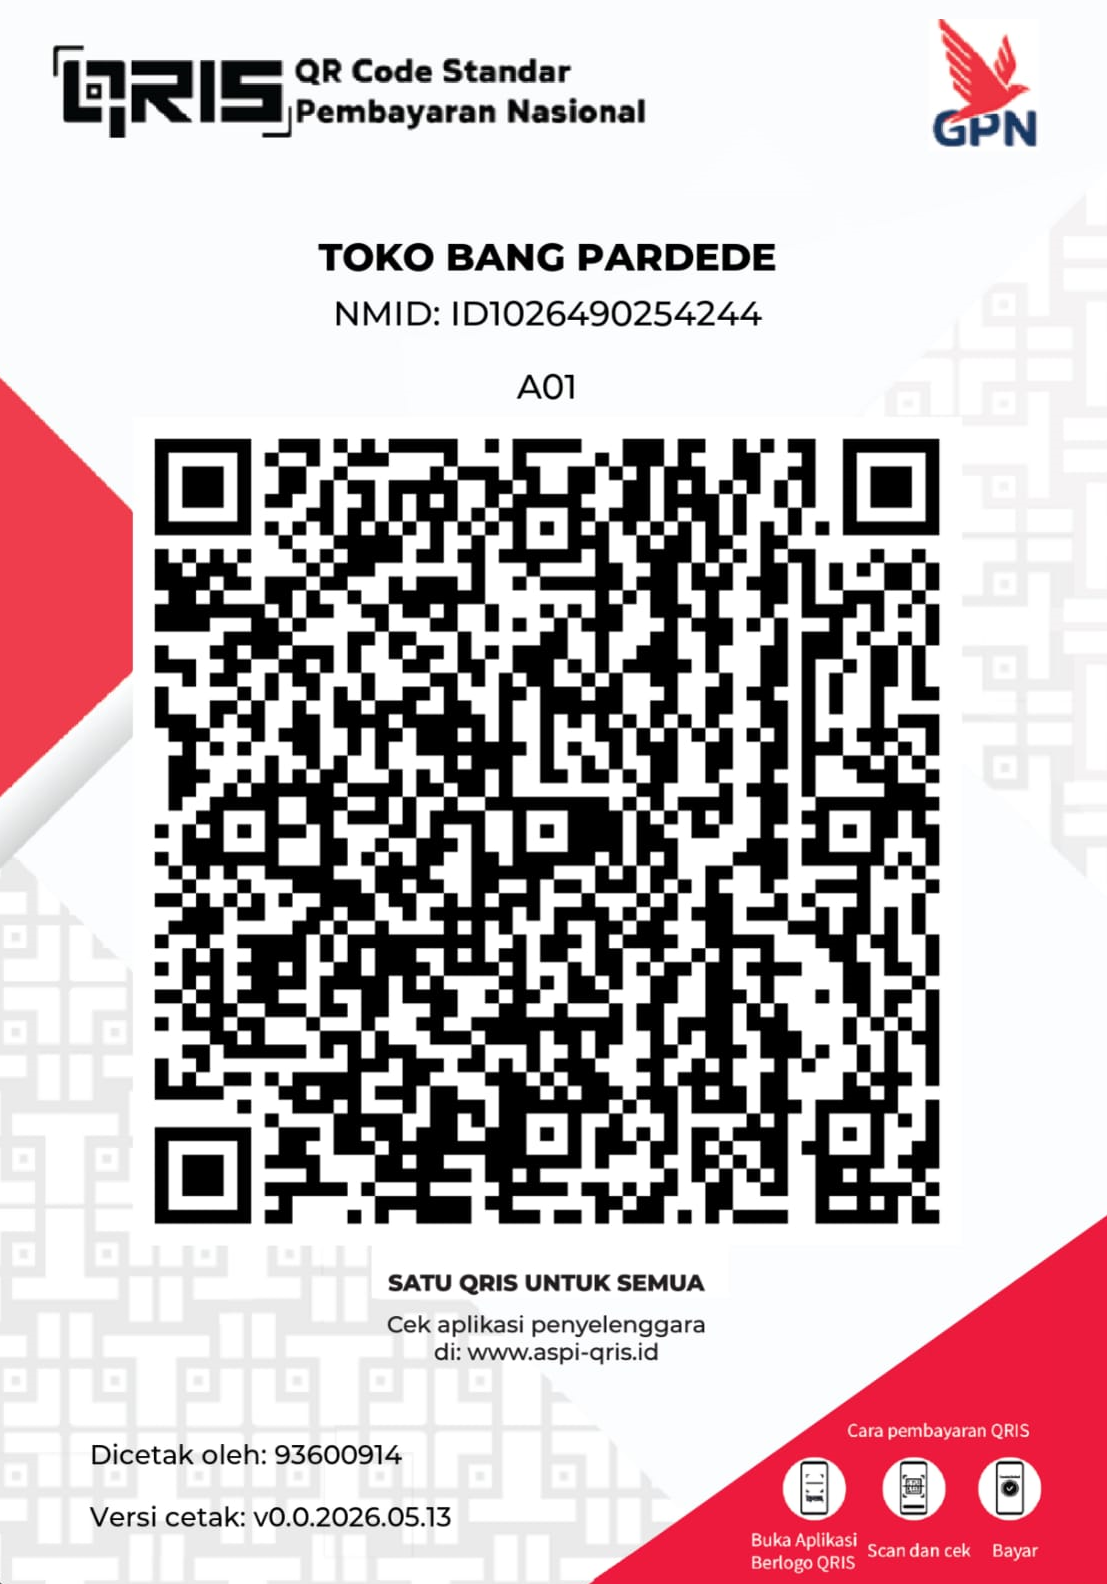 QRIS
QR Code Standar
Pembayaran Nasional
GPN
TOKO BANG PARDEDE
NMID: ID1026490254244
A01
SATU QRIS UNTUK SEMUA
Cek aplikasi penyelenggara
di: www.aspi-qris.id
Dicetak oleh: 93600914
Versi cetak: v0.0.2026.05.13
Cara pembayaran QRIS
Buka Aplikasi
Berlogo QRIS
Scan dan cek
Bayar